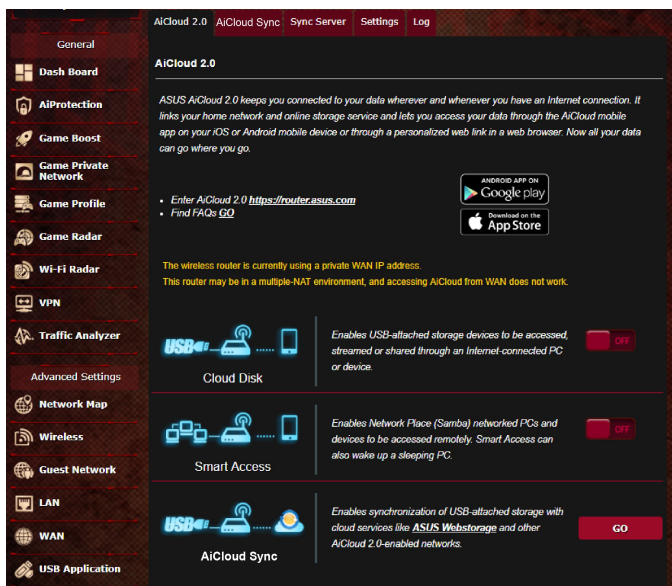 AiCloud 2.0
AiCloud Sync
Sync Server
Settings
Log
General
Dash Board
AiProtection
Game Boost
Game Private
Network
Game Profile
Game Radar
Wi-Fi Radar
VPN
Traffic Analyzer
Advanced Settings
Network Map
Wireless
Guest Network
LAN
WAN
USB Application
AiCloud 2.0
ASUS AiCloud 2.0 keeps you connected to your data wherever and whenever you have an Internet connection. It
links your home network and online storage service and lets you access your data through the AiCloud mobile
app on your iOS or Android mobile device or through a personalized web link in a web browser. Now all your data
can go where you go.
Enter AiCloud 2.0 https://router.asus.com
Find FAQs GO
ANDROID APP ON
Google play
Download on the
App Store
The wireless router is currently using a private WAN IP address.
This router may be in a multiple-NAT environment, and accessing AiCloud from WAN does not work.
USB
Cloud Disk
Enables USB-attached storage devices to be accessed,
streamed or shared through an Internet-connected PC
or device.
OFF
Smart Access
Enables Network Place (Samba) networked PCs and
devices to be accessed remotely. Smart Access can
also wake up a sleeping PC.
OFF
USB
AiCloud Sync
Enables synchronization of USB-attached storage with
cloud services like ASUS Webstorage and other
AiCloud 2.0-enabled networks.
GO